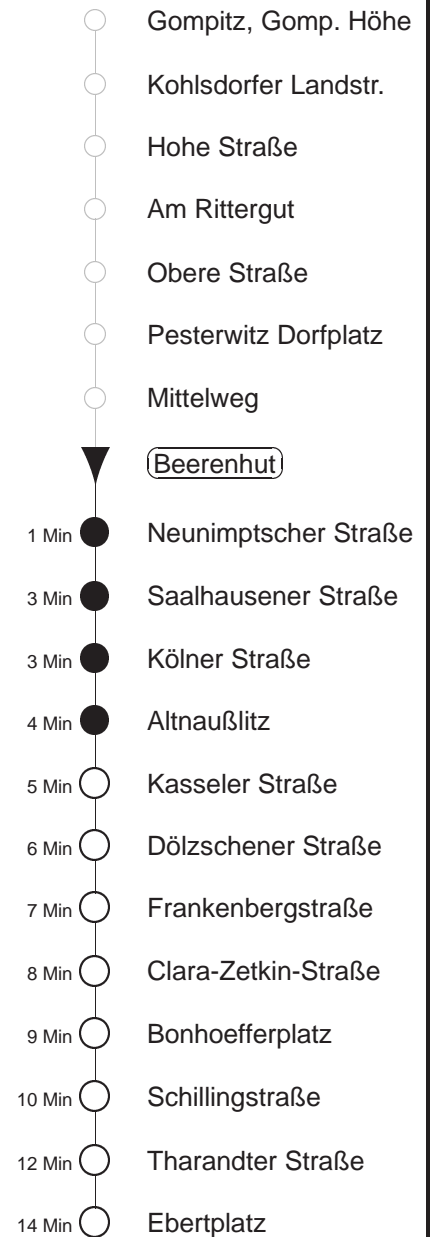 Gompitz, Gomp. Höhe
Kohlsdorfer Landstr.
Hohe Straße
Am Rittergut
Obere Straße
Pesterwitz Dorfplatz
Mittelweg
Beerenhut
1 Min Neunimptscher Straße
3 Min Saalhausener Straße
3 Min Kölner Straße
4 Min Altnaußlitz
5 Min Kasseler Straße
6 Min Dölzschener Straße
7 Min Frankenbergstraße
8 Min Clara-Zetkin-Straße
9 Min Bonhoefferplatz
10 Min Schillingstraße
12 Min Tharandter Straße
14 Min Ebertplatz